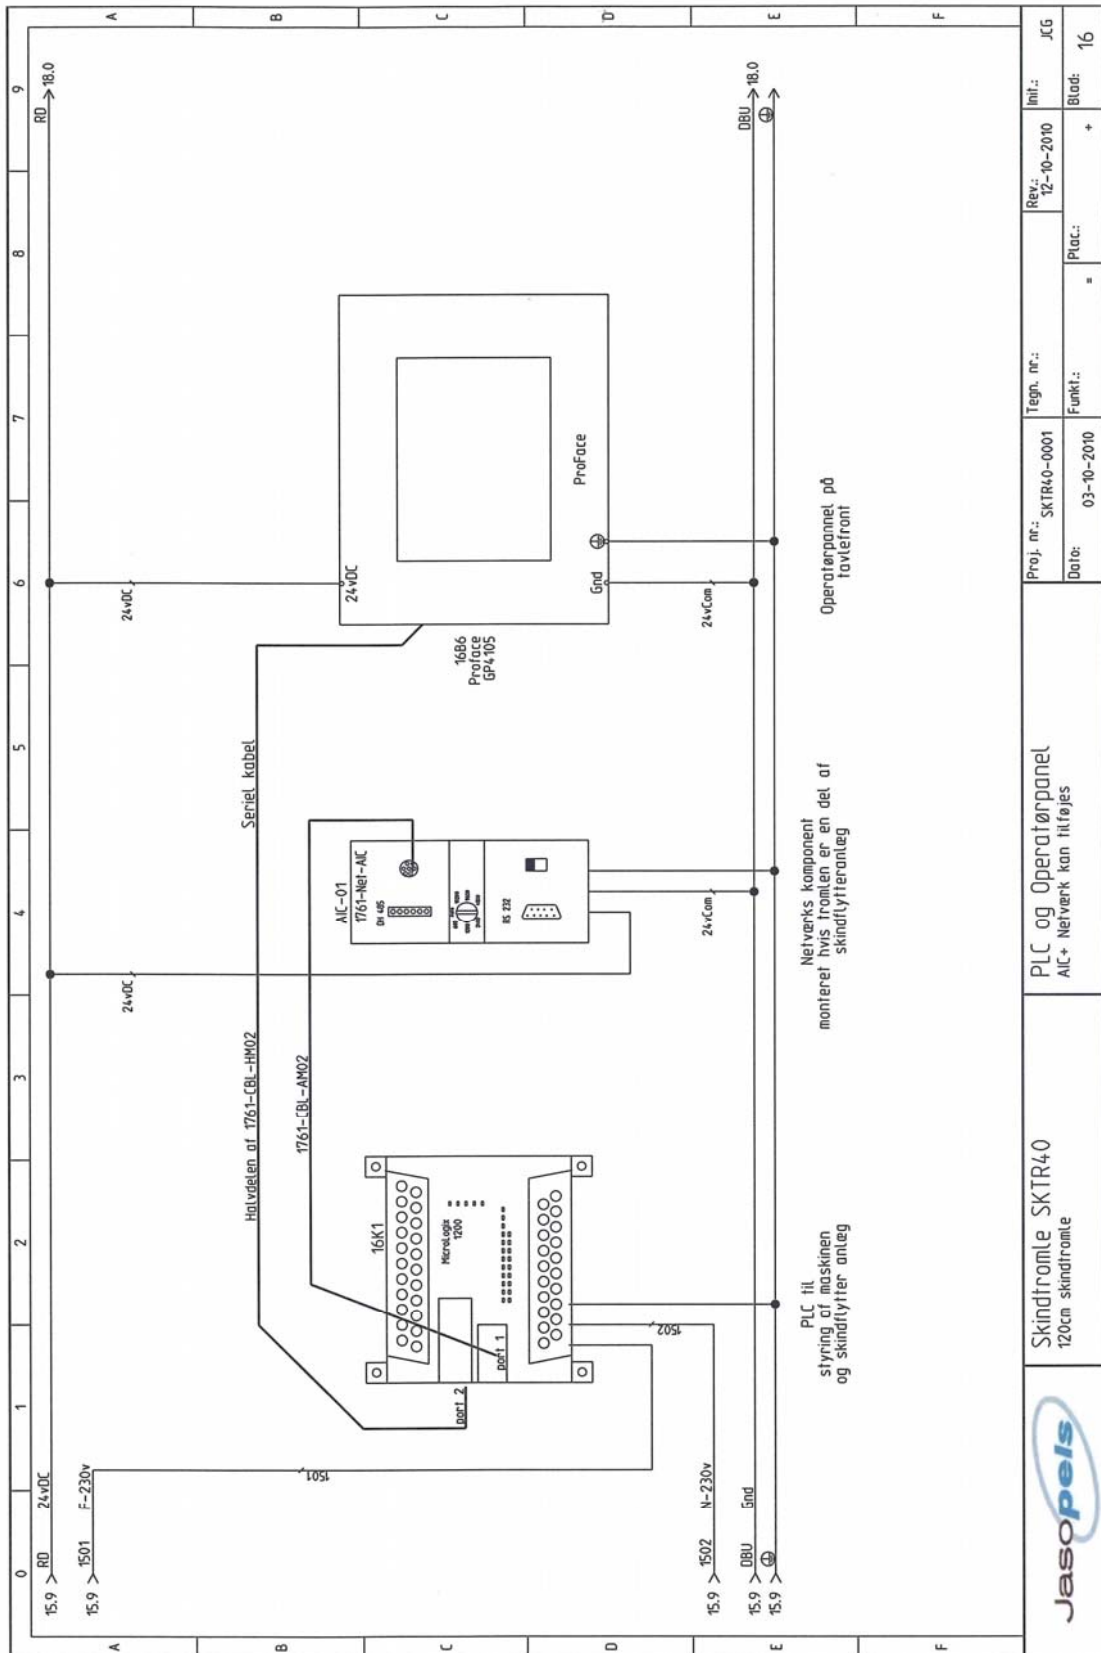 0 1 2 3 4 5 6 7 8 9
A
B
C
D
E
F
A
B
C
D
E
F
15.9 RD 24vDC
RD 18.0
15.9 1501 F-230v
1501
24vDC
24vDC
Halvdelen af 1761-CBL-HM02
Seriel kabel
1761-CBL-AM02
16K1
MicroLogix
1200
port 2
port 1
AIC-01
1761-Net-AIC
DH 485
RS 232
24vDC
16B6
Proface
GP4105
ProFace
Gnd
1502
24vCom
24vCom
15.9 1502 N-230v
15.9 DBU Gnd
DBU 18.0
15.9
PLC til
styring af maskinen
og skindflytter anlæg
Netværks komponent
monteret hvis tromlen er en del af
skindflytteranlæg
Operatørpannel på
tavlefront
Jasopels
Skindtromle SKTR40
120cm skindtromle
PLC og Operatørpanel
AIC+ Netværk kan tilføjes
Proj. nr.: SKTR40-0001
Tegn. nr.:
Rev.: 12-10-2010
Init.: JCG
Dato: 03-10-2010
Funkt.: =
Plac.: +
Blad: 16